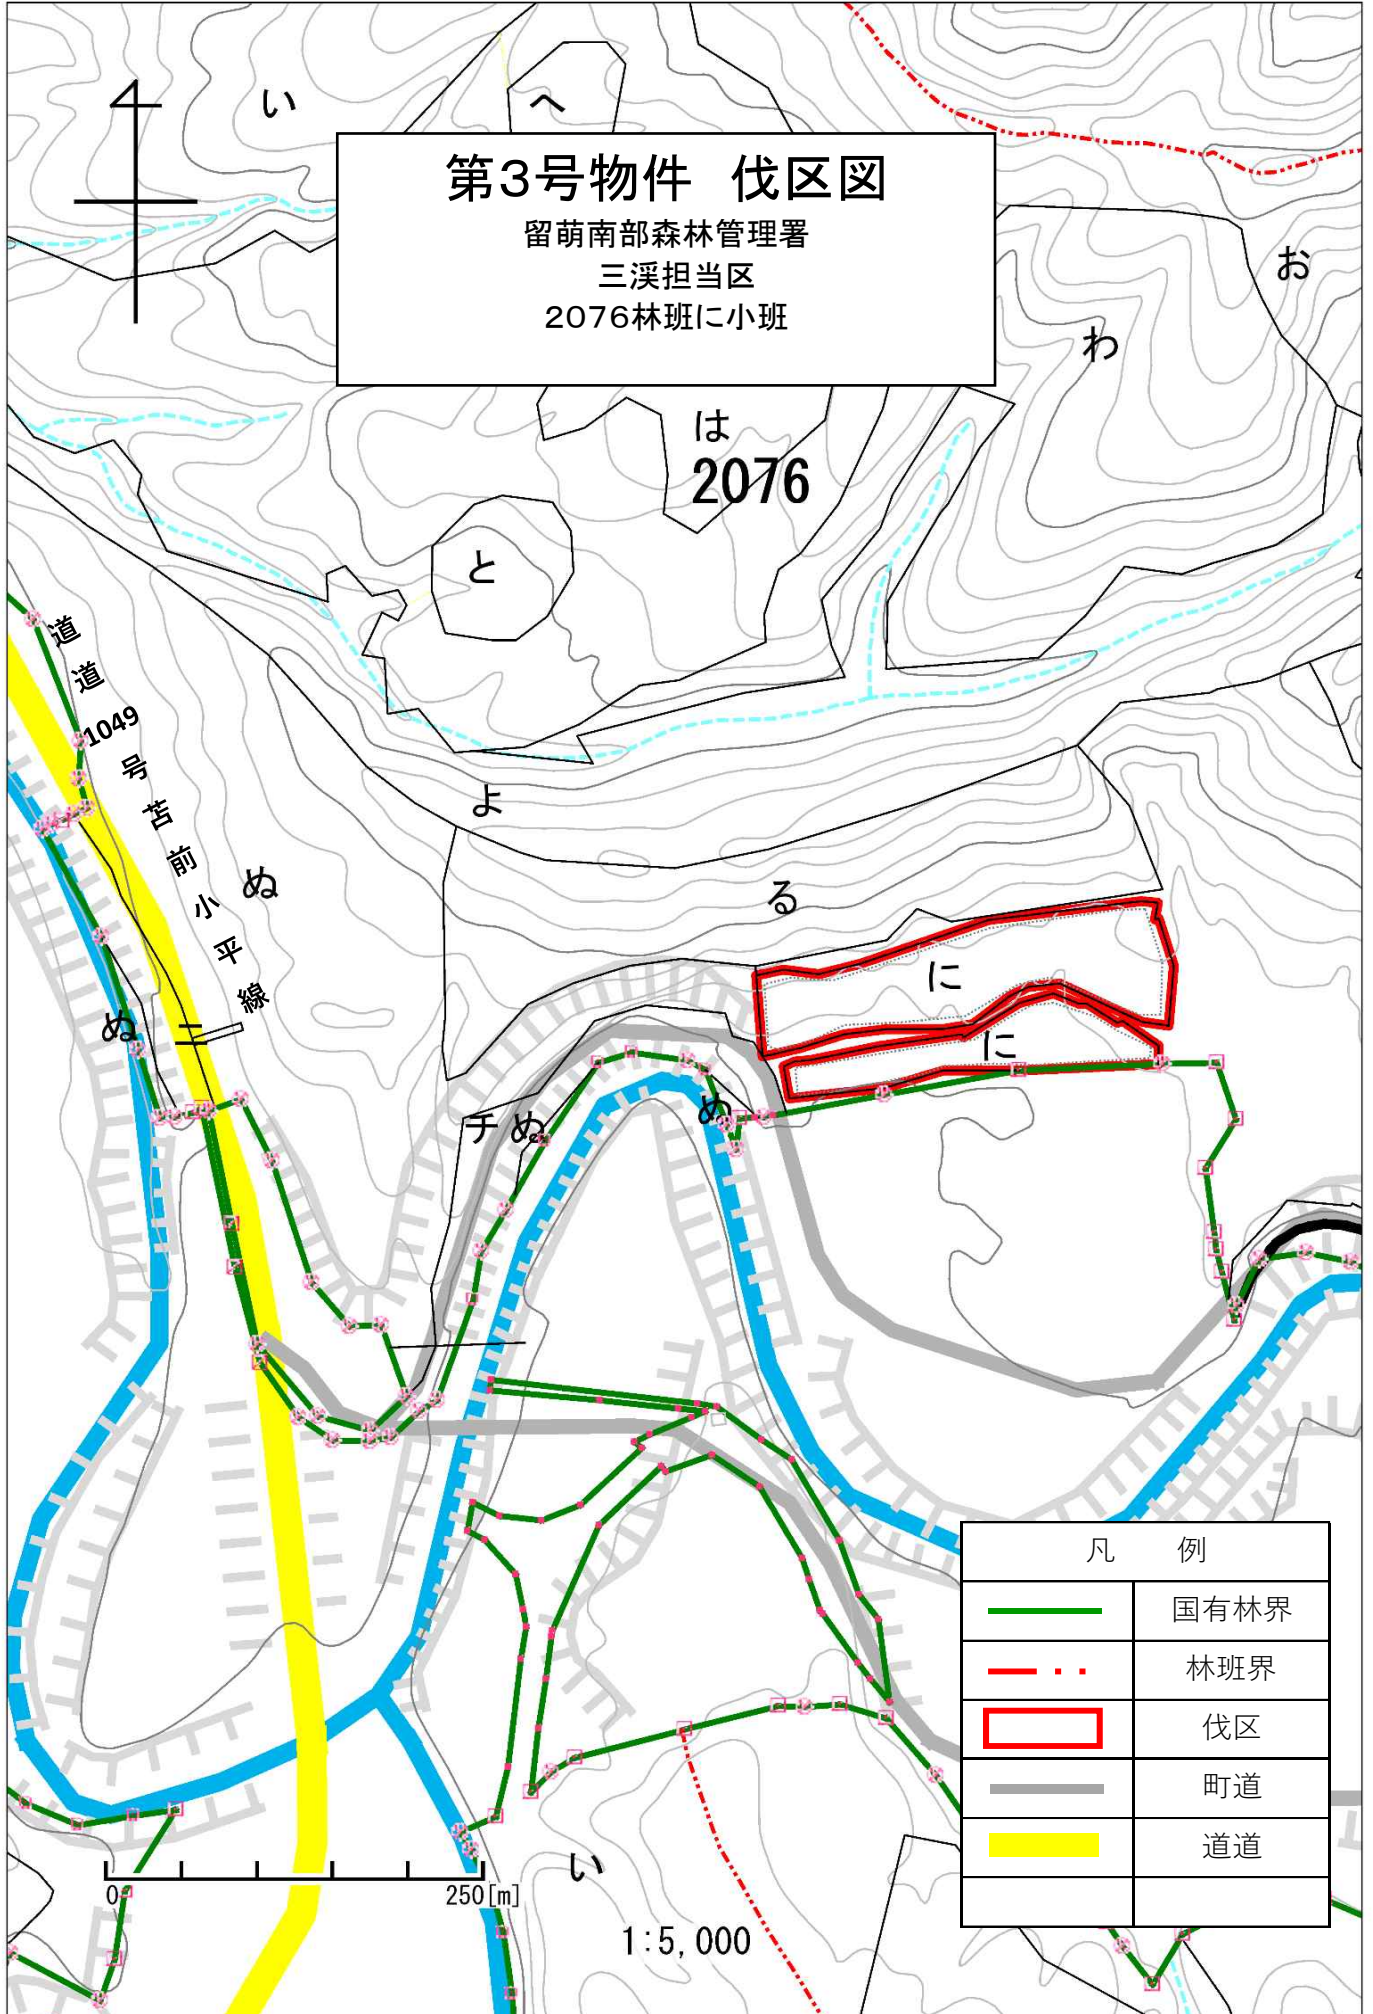 い
へ
第3号物件 伐区図
留萌南部森林管理署
三渓担当区
2076林班に小班
お
わ
は
2076
と
道道1049号苫前小平線
よ
ぬ
る
に
ぬ
ニ
に
チ
ぬ
ぬ
凡 例
国有林界
林班界
伐区
町道
道道
い
0
250[m]
1:5,000